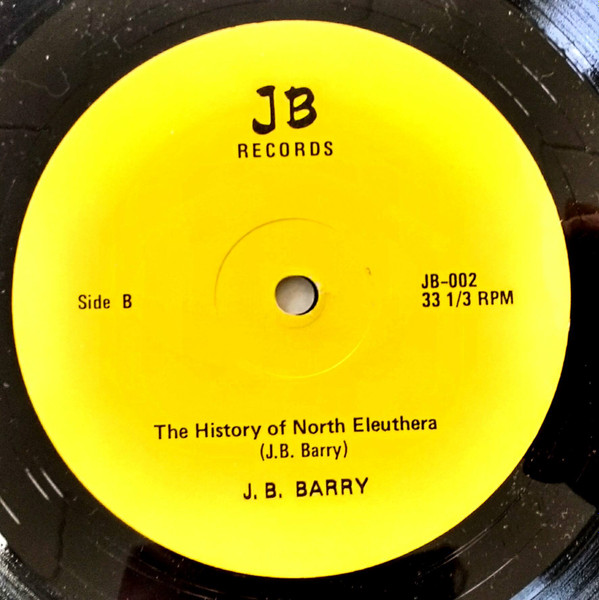 JB
RECORDS
Side B
JB-002
33 1/3 RPM
The History of North Eleuthera
(J.B. Barry)
J. B. BARRY